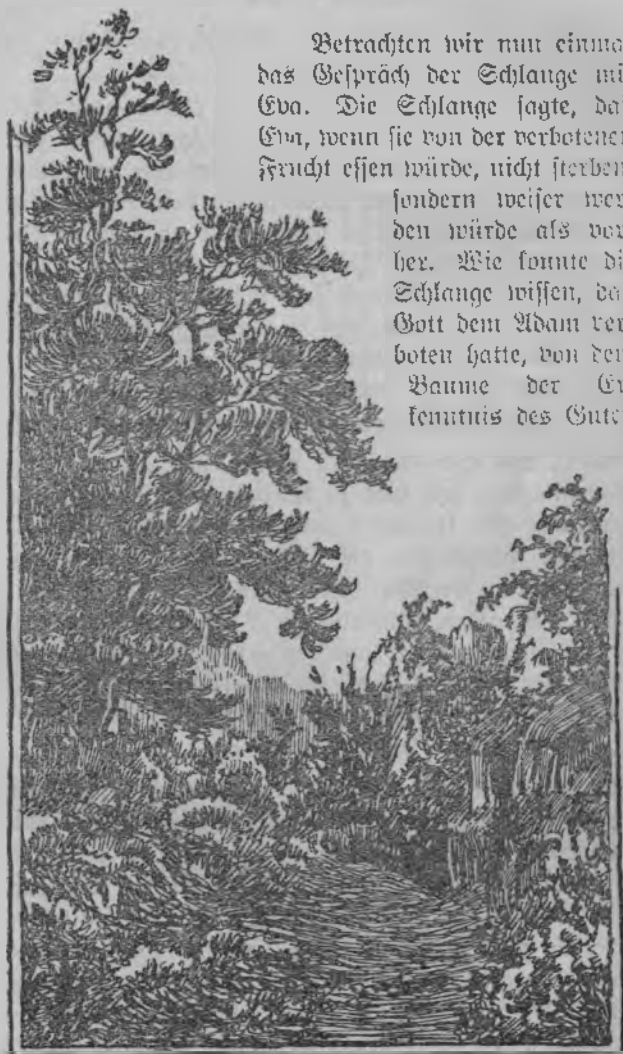 Betrachten wir nun einma
das Gespräch der Schlange mi
Eva. Die Schlange sagte, da
Eva, wenn sie von der verbotener
Frucht essen würde, nicht sterben
sondern weiser wer
den würde als vor
her. Wie konnte di
Schlange wissen, da
Gott dem Adam ver
boten hatte, von den
Baume der Er
kenntnis des Gute